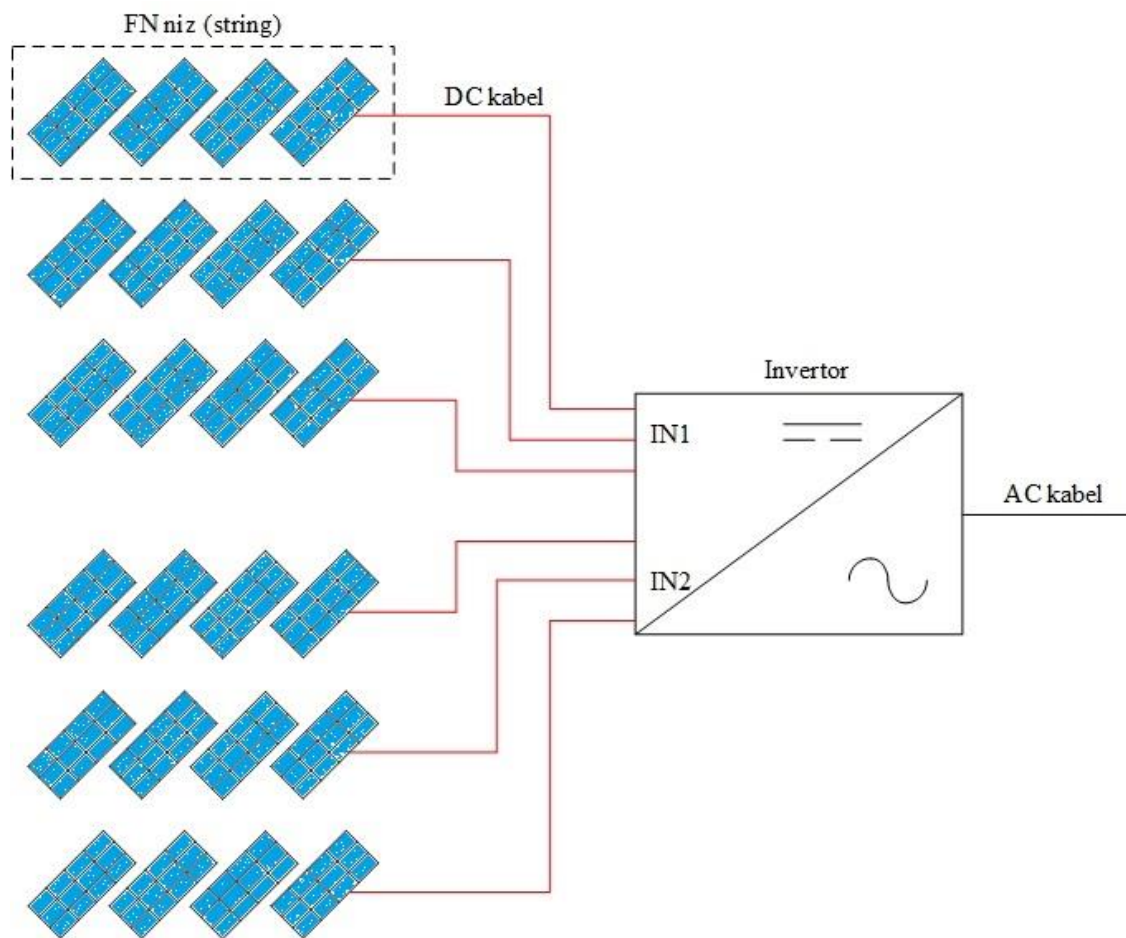 FN niz (string)
DC kabel
Invertor
IN1
AC kabel
IN2